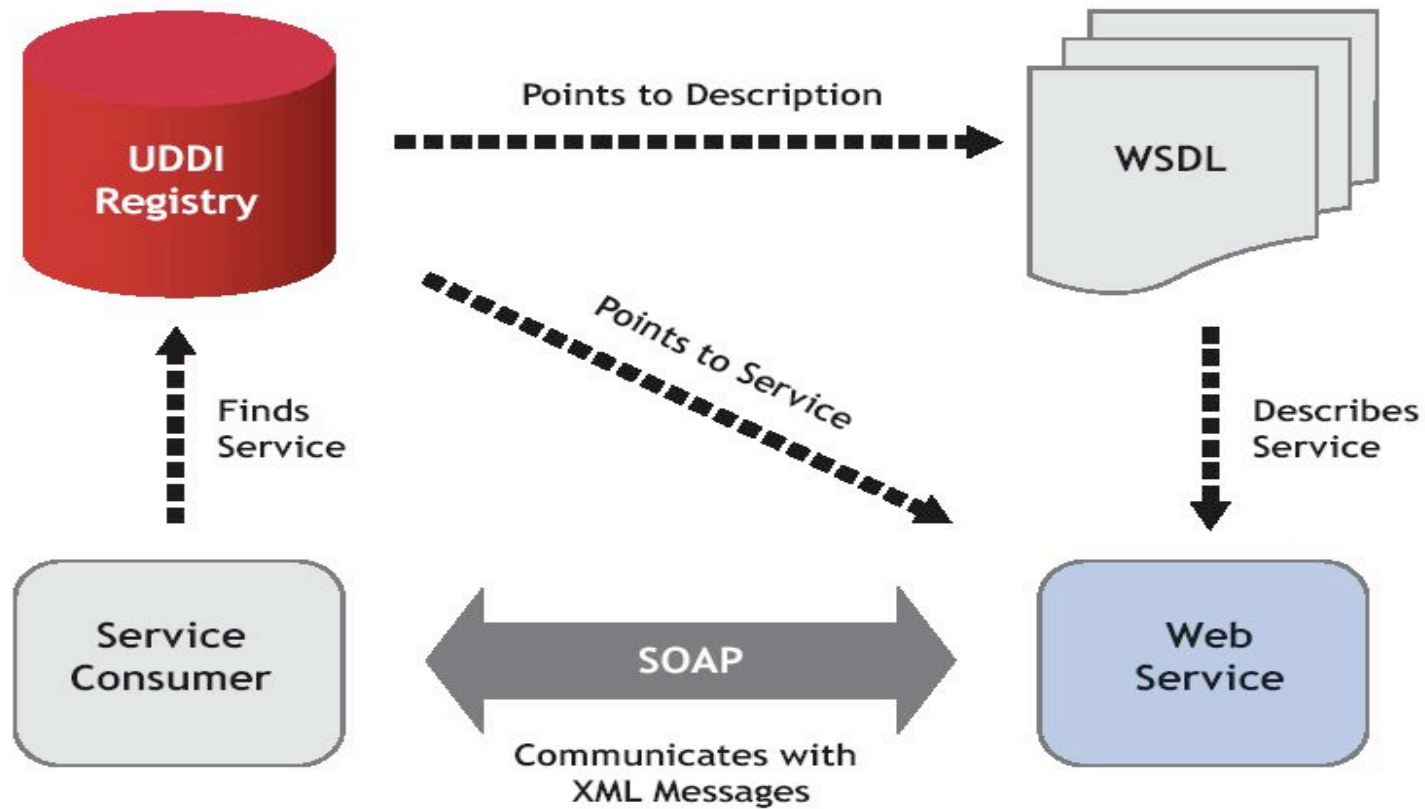 UDDI
Registry
Points to Description
WSDL
Points to Service
Finds
Service
Describes
Service
Service
Consumer
SOAP
Web
Service
Communicates with
XML Messages